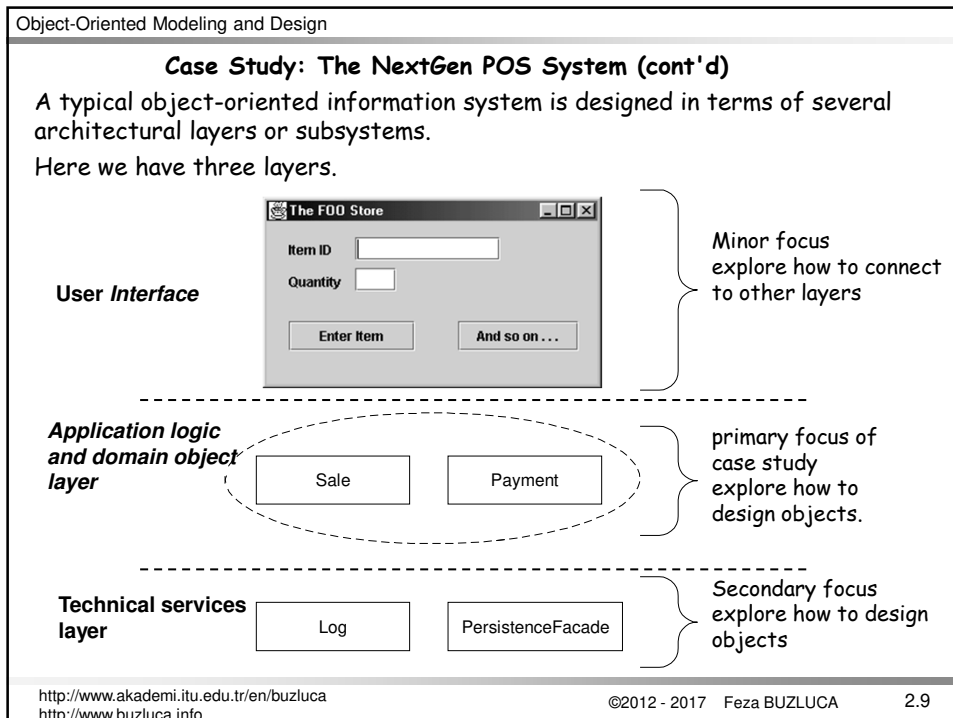 Object-Oriented Modeling and Design
Case Study: The NextGen POS System (cont'd)
A typical object-oriented information system is designed in terms of several
architectural layers or subsystems.
Here we have three layers.
The FOO Store
Item ID
Quantity
Enter Item
And so on . . .
User Interface
Minor focus
explore how to connect
to other layers
Application logic
and domain object
layer
Sale
Payment
primary focus of
case study
explore how to
design objects.
Technical services
layer
Log
PersistenceFacade
Secondary focus
explore how to design
objects
http://www.akademi.itu.edu.tr/en/buzluca
http://www.buzluca.info
©2012 - 2017 Feza BUZLUCA
2.9